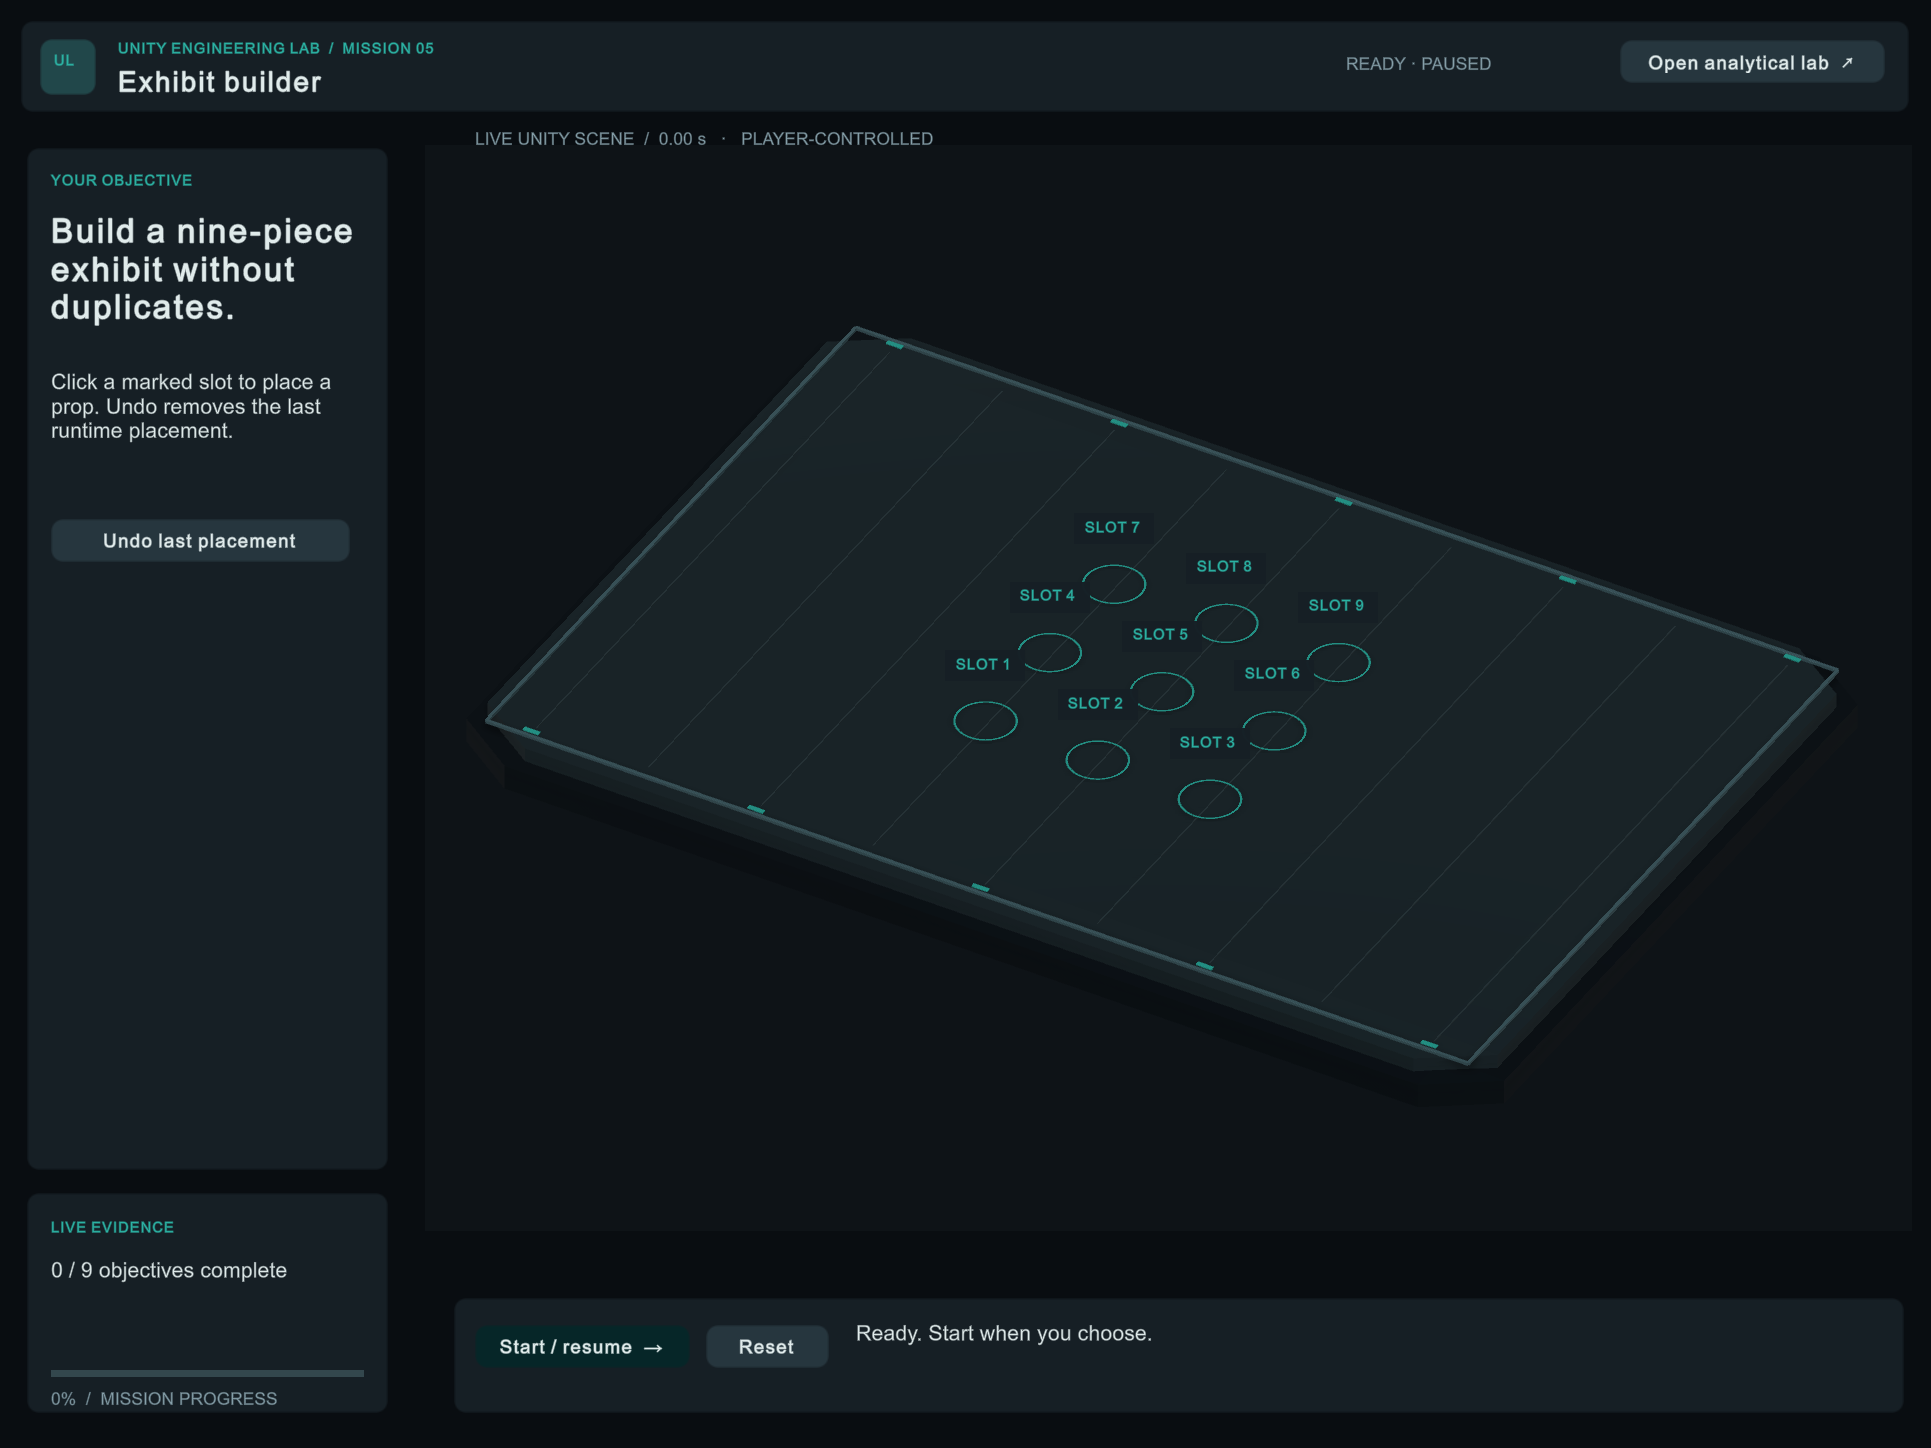 UL
UNITY ENGINEERING LAB / MISSION 05
Exhibit builder
READY · PAUSED
Open analytical lab ↗
LIVE UNITY SCENE / 0.00 s · PLAYER-CONTROLLED
YOUR OBJECTIVE
Build a nine-piece
exhibit without
duplicates.
Click a marked slot to place a
prop. Undo removes the last
runtime placement.
Undo last placement
SLOT 7
SLOT 8
SLOT 4
SLOT 9
SLOT 5
SLOT 1
SLOT 6
SLOT 2
SLOT 3
LIVE EVIDENCE
0 / 9 objectives complete
0% / MISSION PROGRESS
Start / resume →
Reset
Ready. Start when you choose.